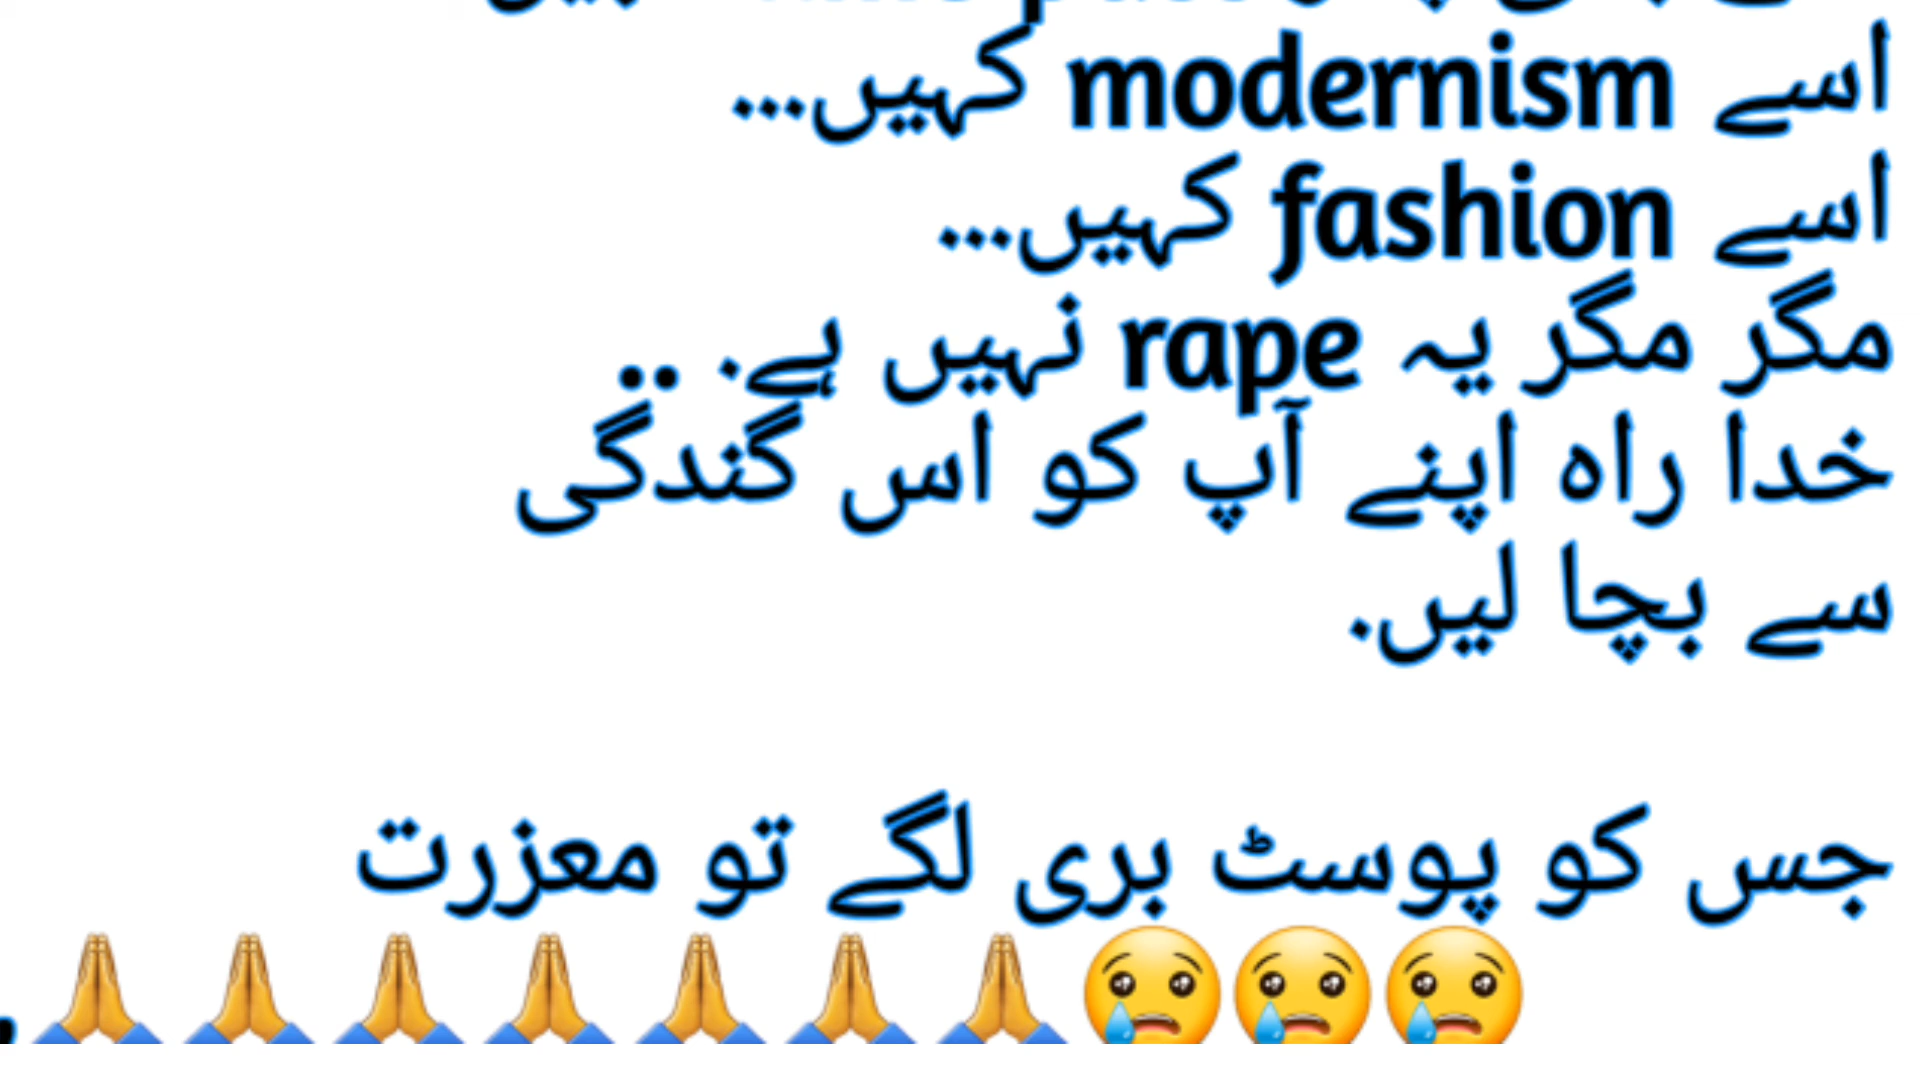 اسے modernism کہیں...
اسے fashion کہیں...
مگر مگر یہ rape نہیں ہے. ..
خدا راہ اپنے آپ کو اس گندگی
سے بچا لیں.
جس کو پوسٹ بری لگے تو معزرت
😢😢😢🙏🙏🙏🙏🙏🙏🙏